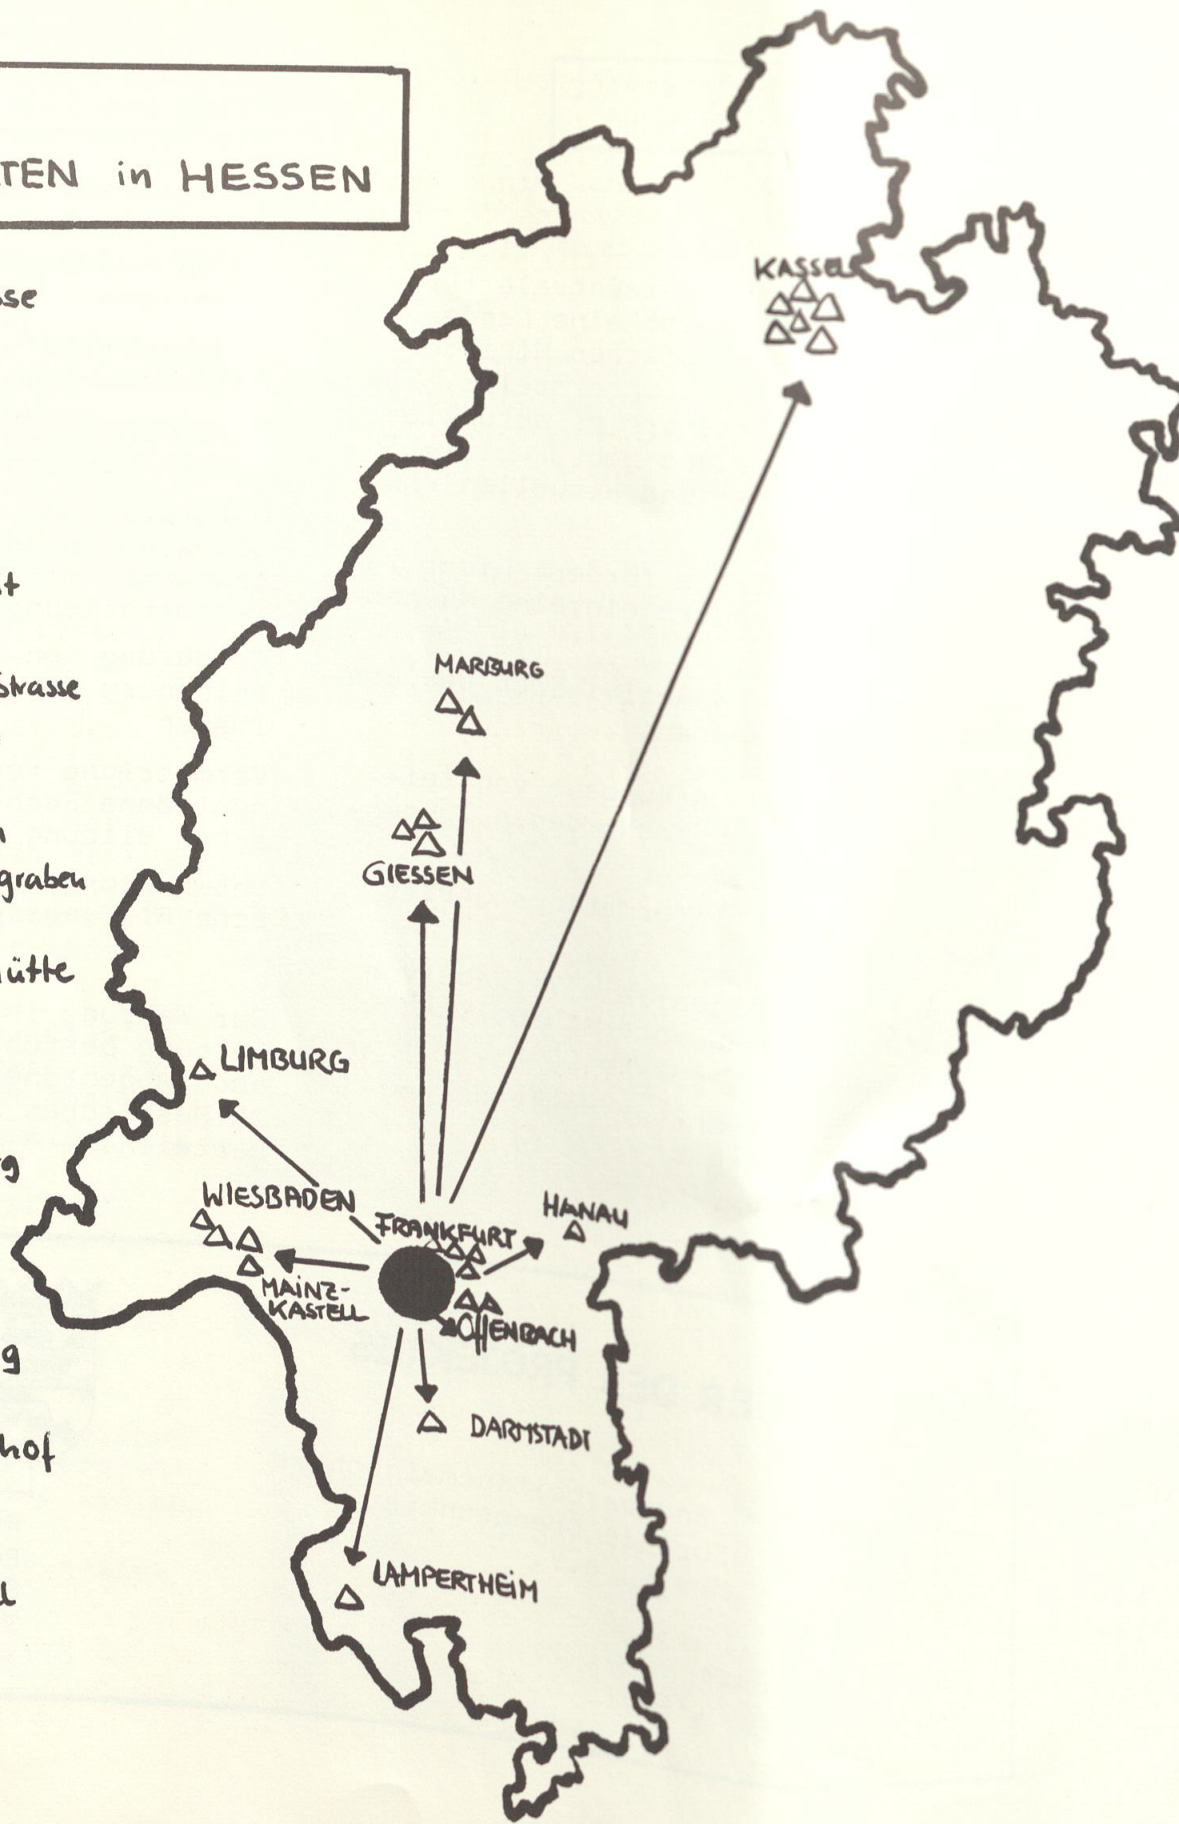 TEN in HESSEN
sse
t
Strasse
graben
ütte
g
g
hof
KASSEL
MARBURG
GIESSEN
LIMBURG
WIESBADEN
FRANKFURT
HANAU
MAINZ-
KASTELL
OffENBACH
DARMSTADT
LAMPERTHEIM